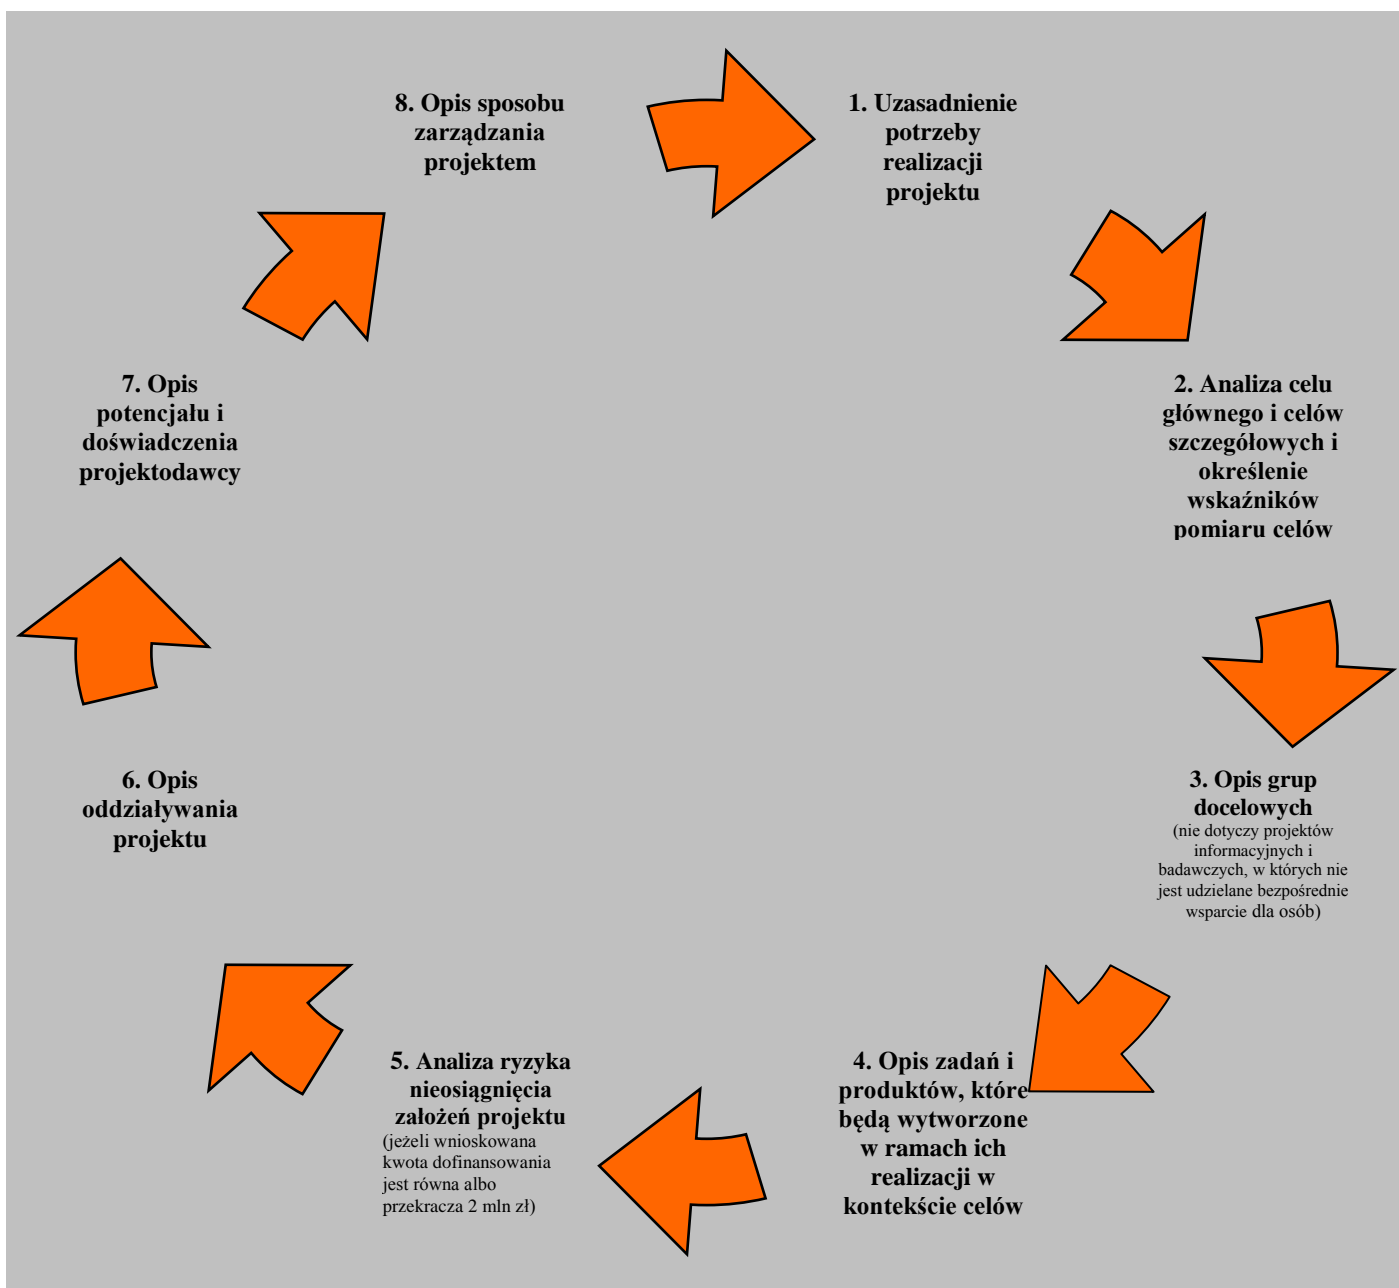 8. Opis sposobu
zarządzania
projektem
1. Uzasadnienie
potrzeby
realizacji
projektu
2. Analiza celu
głównego i celów
szczegółowych i
określenie
wskaźników
pomiaru celów
3. Opis grup
docelowych
(nie dotyczy projektów
informacyjnych i
badawczych, w których nie
jest udzielane bezpośrednie
wsparcie dla osób)
4. Opis zadań i
produktów, które
będą wytworzone
w ramach ich
realizacji w
kontekście celów
5. Analiza ryzyka
nieosiągnięcia
założeń projektu
(jeżeli wnioskowana
kwota dofinansowania
jest równa albo
przekracza 2 mln zł)
6. Opis
oddziaływania
projektu
7. Opis
potencjału i
doświadczenia
projektodawcy